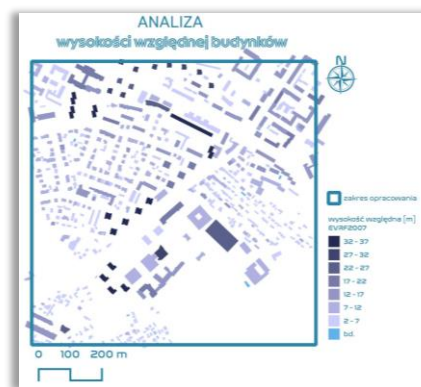 ANALIZA
wysokości względnej budynków
N
zakres opracowania
wysokość względna [m]
EVRF2007
32 - 37
27 - 32
22 - 27
17 - 22
12 - 17
7 - 12
2 - 7
bd.
0 100 200 m